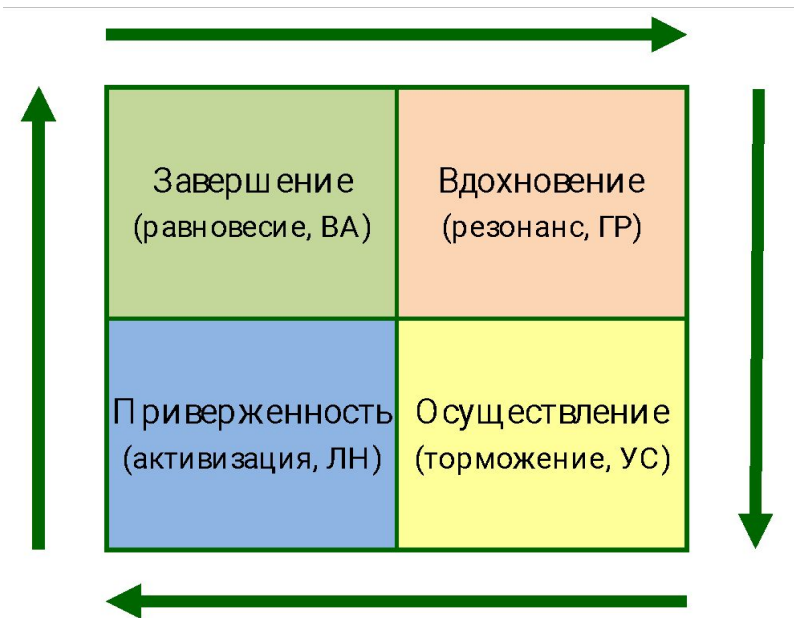 Завершение
(равновесие, ВА)
Вдохновение
(резонанс, ГР)
Приверженность
(активизация, ЛН)
Осуществление
(торможение, УС)